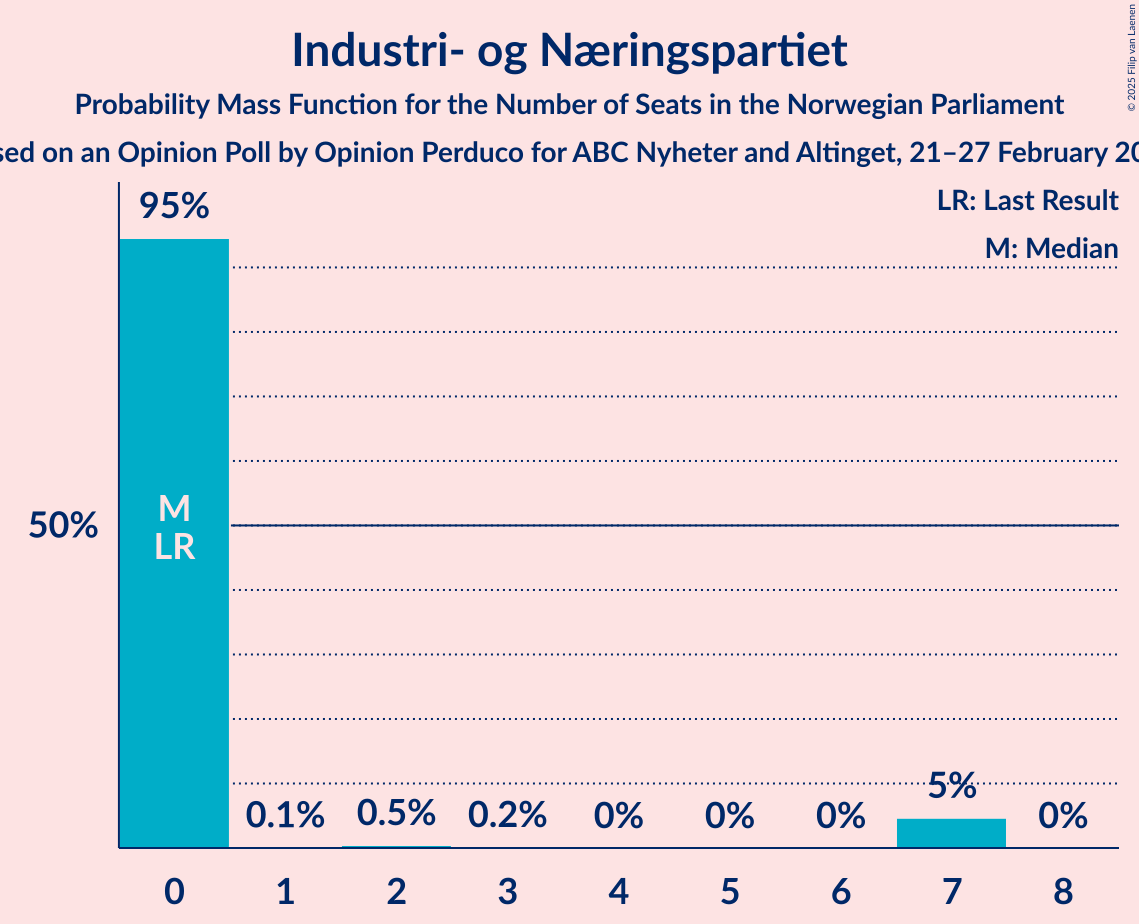 Industri- og Næringspartiet
Probability Mass Function for the Number of Seats in the Norwegian Parliament
on an Opinion Poll by Opinion Perduco for ABC Nyheter and Altinget, 21–27 February
© 2025 Filip van Laenen
LR: Last Result
M: Median
95%
50%
M
LR
0.1%
0.5%
0.2%
0%
0%
0%
5%
0%
0
1
2
3
4
5
6
7
8